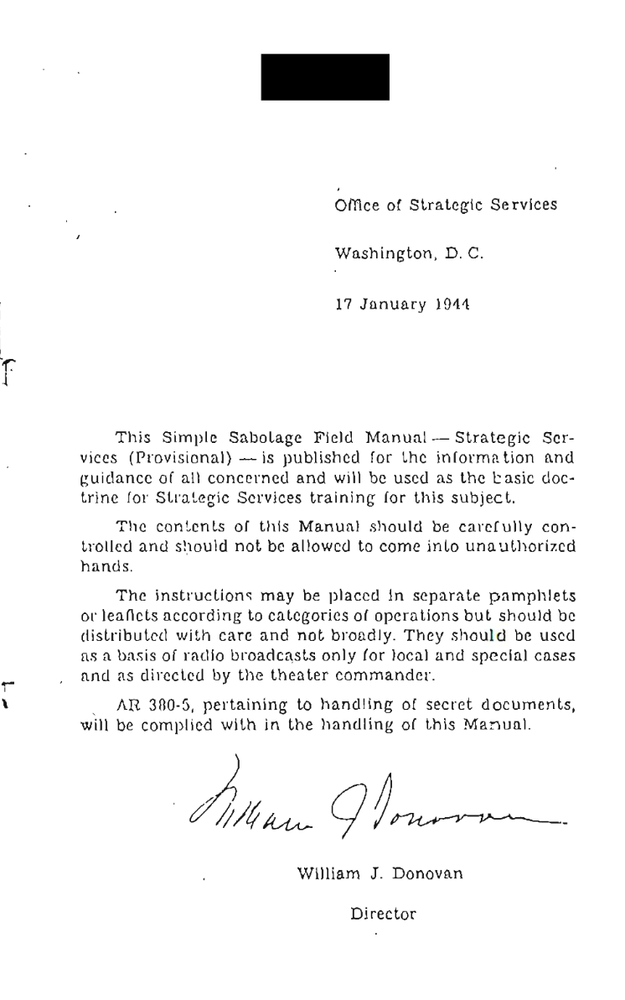 Office of Strategic Services
Washington, D. C.
17 January 1944
This Simple Sabotage Field Manual — Strategic Ser-
vices (Provisional) — is published for the information and
guidance of all concerned and will be used as the basic doc-
trine for Strategic Services training for this subject.
The contents of this Manual should be carefully con-
trolled and should not be allowed to come into unauthorized
hands.
The instructions may be placed in separate pamphlets
or leaflets according to categories of operations but should be
distributed with care and not broadly. They should be used
as a basis of radio broadcasts only for local and special cases
and as directed by the theater commander.
AR 380-5, pertaining to handling of secret documents,
will be complied with in the handling of this Manual.
William J Donovan
William J. Donovan
Director